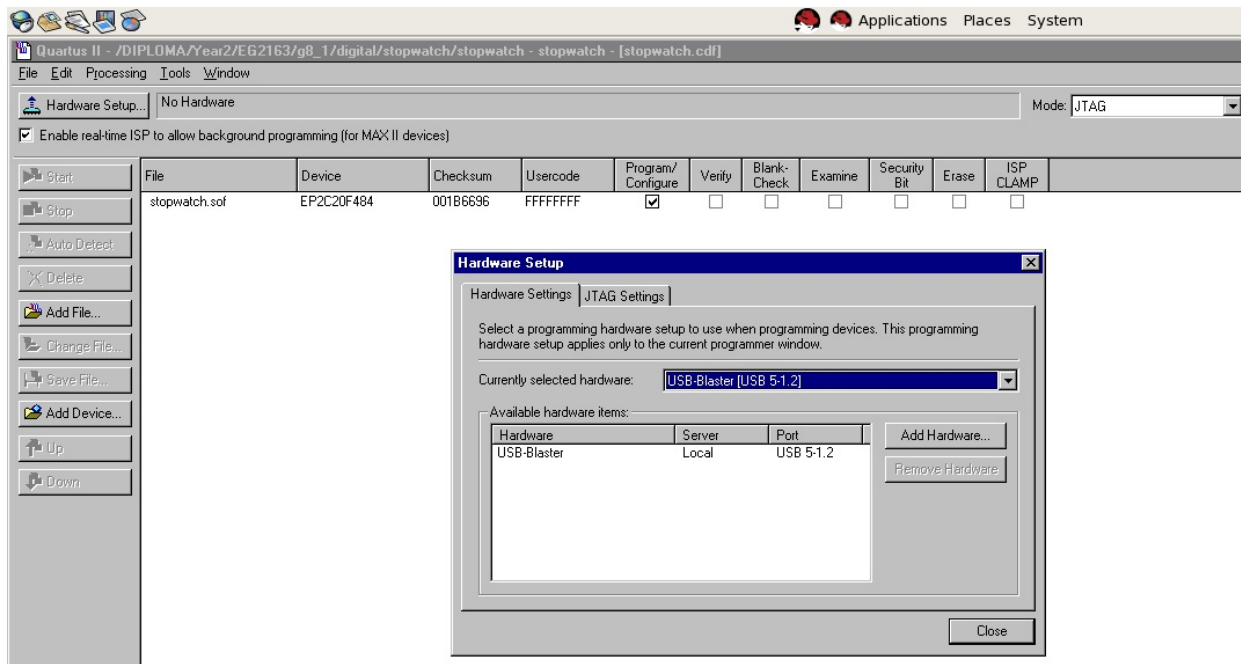 Applications Places System
Quartus II - /DIPLOMA/Year2/EG2163/g8_1/digital/stopwatch/stopwatch - stopwatch - [stopwatch.cdf]
File Edit Processing Tools Window
Hardware Setup... No Hardware Mode: JTAG
Enable real-time ISP to allow background programming (for MAX II devices)
Start
Stop
Auto Detect
Delete
Add File...
Change File...
Save File...
Add Device...
Up
Down
File Device Checksum Usercode Program/ Configure Verify Blank- Check Examine Security Bit Erase ISP CLAMP
stopwatch.sof EP2C20F484 001B6696 FFFFFFFF
Hardware Setup
Hardware Settings JTAG Settings
Select a programming hardware setup to use when programming devices. This programming
hardware setup applies only to the current programmer window.
Currently selected hardware: USB-Blaster [USB 5-1.2]
Available hardware items:
Hardware Server Port
USB-Blaster Local USB 5-1.2
Add Hardware...
Remove Hardware
Close